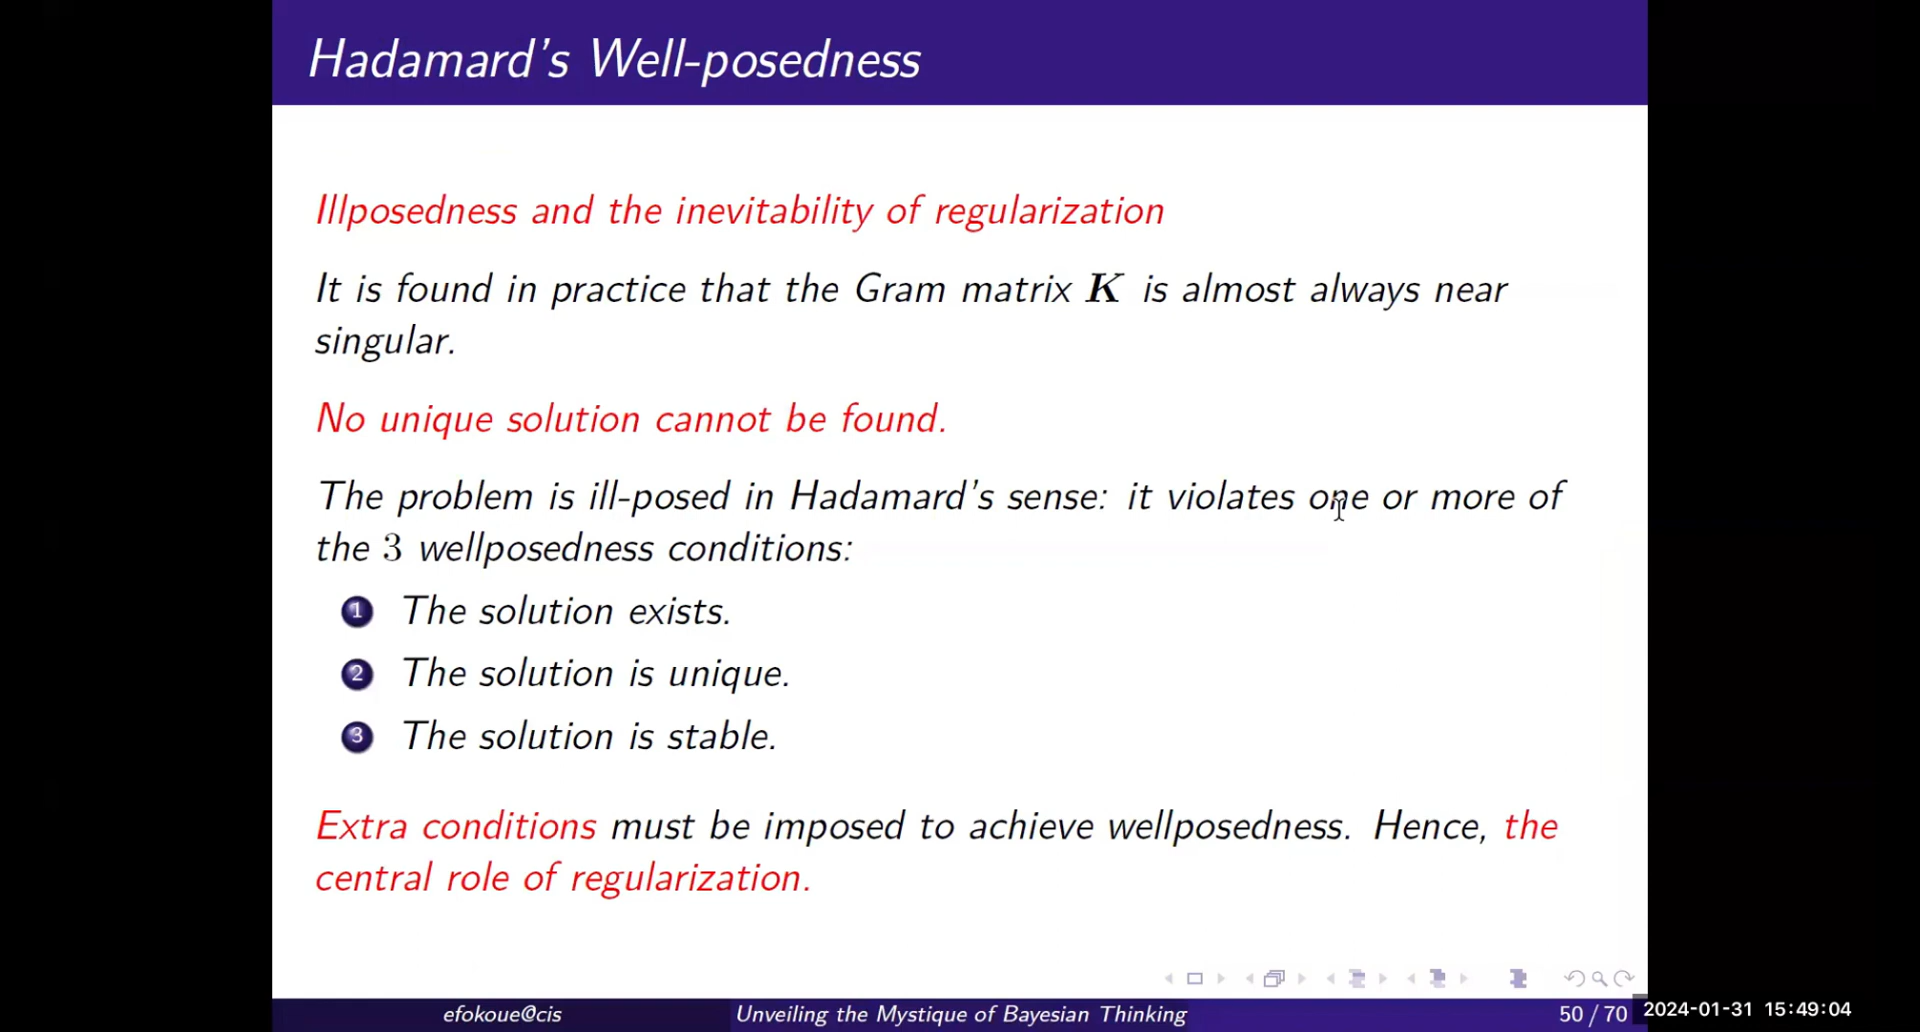 Hadamard's Well-posedness
Illposedness and the inevitability of regularization
It is found in practice that the Gram matrix K is almost always near
singular.
No unique solution cannot be found.
The problem is ill-posed in Hadamard's sense: it violates one or more of
the 3 wellposedness conditions:
1 The solution exists.
2 The solution is unique.
3 The solution is stable.
Extra conditions must be imposed to achieve wellposedness. Hence, the
central role of regularization.
efokoue@cis Unveiling the Mystique of Bayesian Thinking 50 / 70 2024-01-31 15:49:04